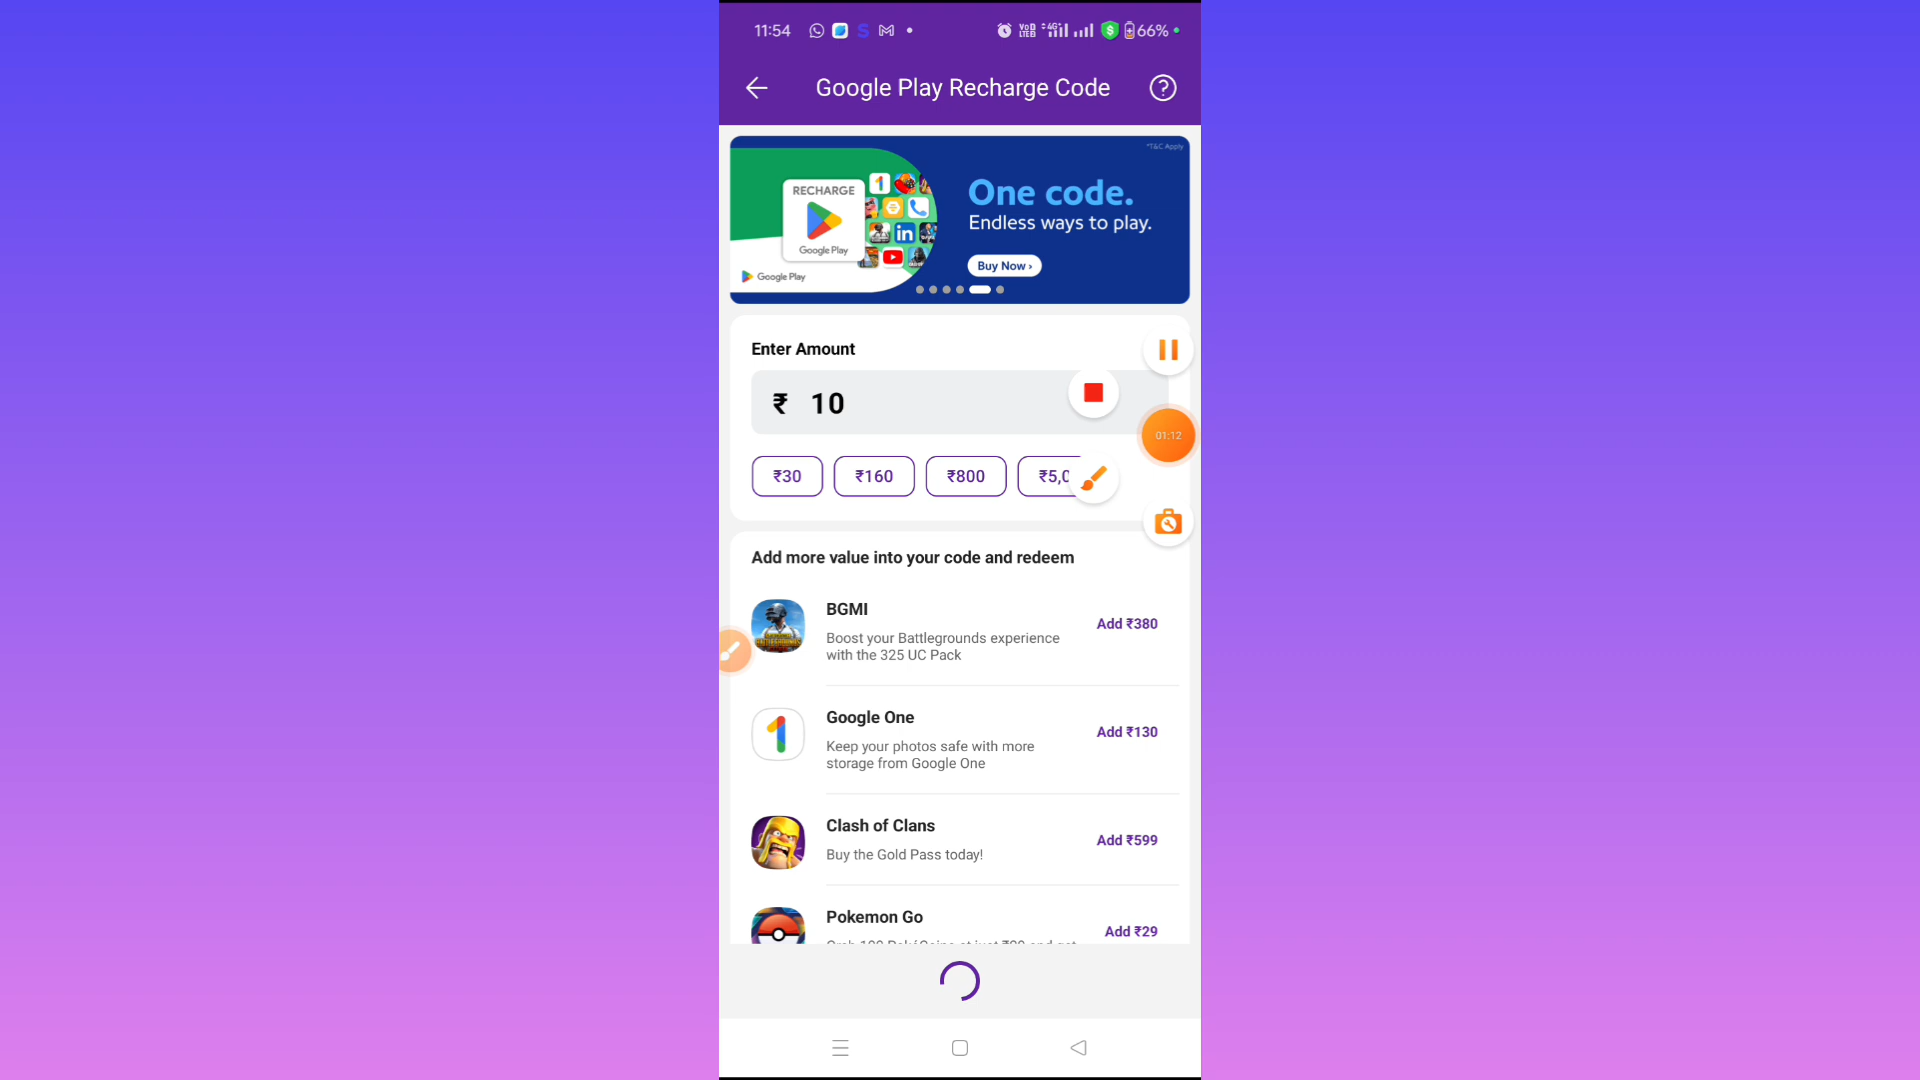 11:54
66%
Google Play Recharge Code
*T&C Apply
RECHARGE
Google Play
Google Play
One code.
Endless ways to play.
Buy Now ›
Enter Amount
₹ 10
01:12
₹30
₹160
₹800
₹5,0
Add more value into your code and redeem
BGMI
Boost your Battlegrounds experience
with the 325 UC Pack
Add ₹380
Google One
Keep your photos safe with more
storage from Google One
Add ₹130
Clash of Clans
Buy the Gold Pass today!
Add ₹599
Pokemon Go
Add ₹29